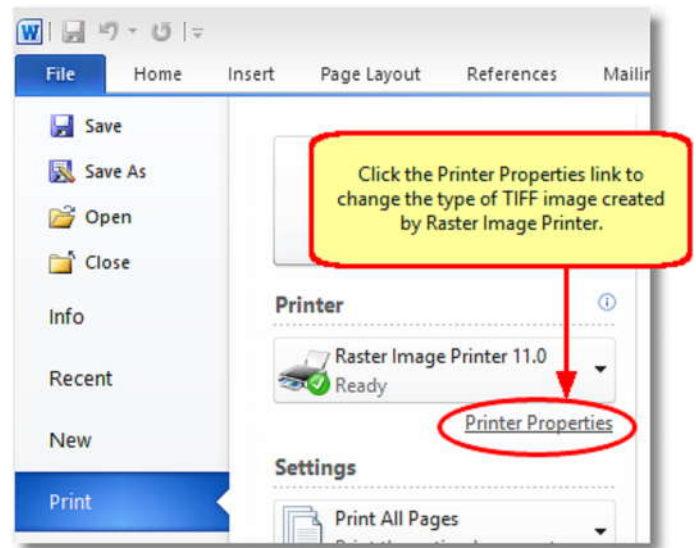 W
File Home Insert Page Layout References Mailin
Save
Save As
Open
Close
Info
Recent
New
Print
Click the Printer Properties link to
change the type of TIFF image created
by Raster Image Printer.
Printer
Raster Image Printer 11.0
Ready
Printer Properties
Settings
Print All Pages